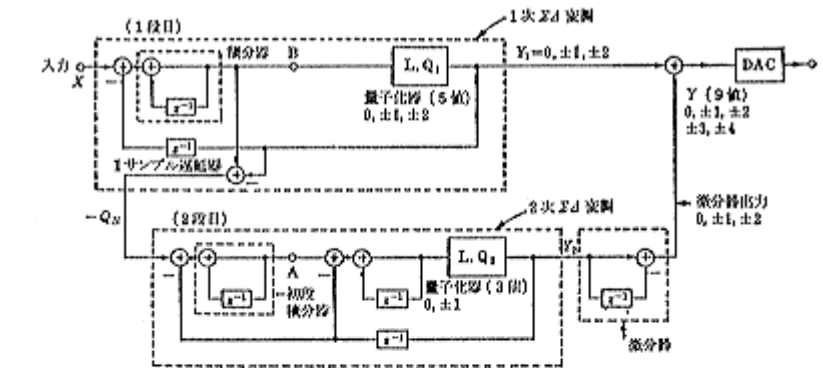 (1段目)
1次ΣΔ変調
入力
X
積分器
B
L,Q₁
Y₁=0,±1,±2
DAC
z⁻¹
量子化器(5値)
0,±1,±2
Y(9値)
0,±1,±2
±3,±4
z⁻¹
1サンプル遅延器
-Q_N
(2段目)
2次ΣΔ変調
微分器出力
0,±1,±2
A
L,Q₂
z⁻¹
初段
積分器
z⁻¹
量子化器(3値)
0,±1
z⁻¹
z⁻¹
微分器